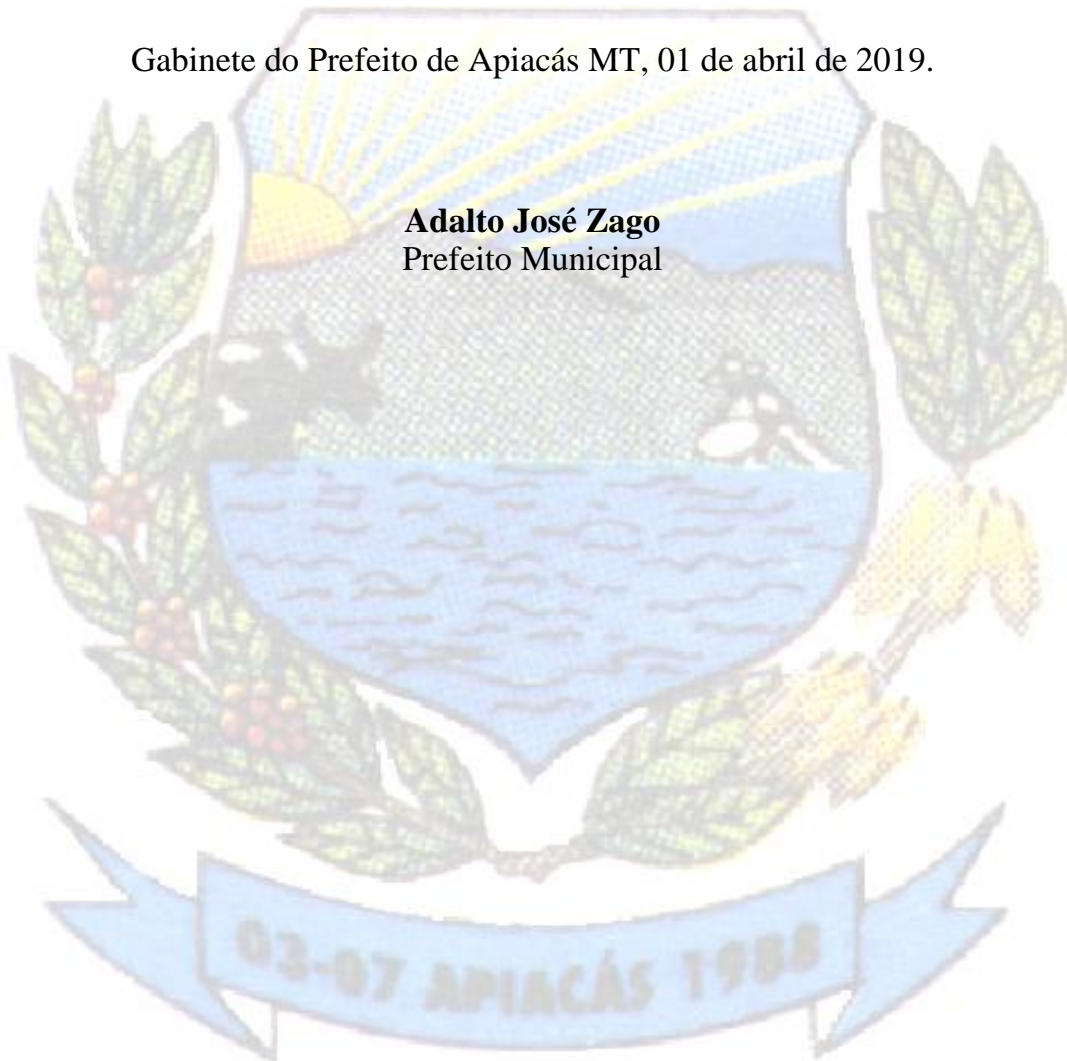 Gabinete do Prefeito de Apiacás MT, 01 de abril de 2019.
Adalto José Zago
Prefeito Municipal
03-07 APIACÁS 1988